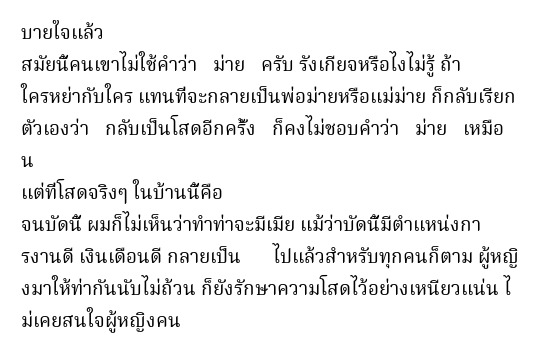 บายใจแล้ว
สมัยนี้คนเขาไม่ใช้คำว่า ม่าย ครับ รังเกียจหรือไงไม่รู้ ถ้า
ใครหย่ากับใคร แทนที่จะกลายเป็นพ่อม่ายหรือแม่ม่าย ก็กลับเรียก
ตัวเองว่า กลับเป็นโสดอีกครั้ง ก็คงไม่ชอบคำว่า ม่าย เหมือ
น
แต่ที่โสดจริงๆ ในบ้านนี้คือ
จนบัดนี้ ผมก็ไม่เห็นว่าทำท่าจะมีเมีย แม้ว่าบัดนี้มีตำแหน่งกา
รงานดี เงินเดือนดี กลายเป็น ไปแล้วสำหรับทุกคนก็ตาม ผู้หญิ
งมาให้ท่ากันนับไม่ถ้วน ก็ยังรักษาความโสดไว้อย่างเหนียวแน่น ไ
ม่เคยสนใจผู้หญิงคน